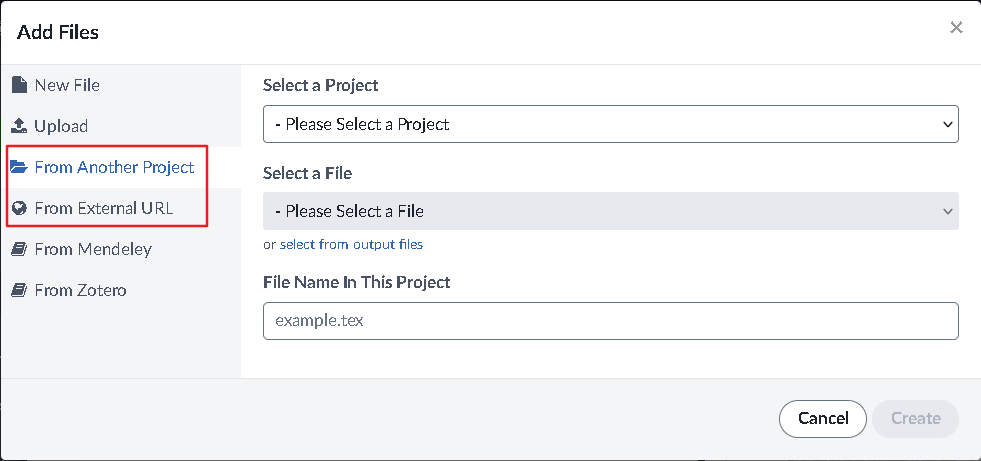 Add Files
×
New File
Upload
From Another Project
From External URL
From Mendeley
From Zotero
Select a Project
- Please Select a Project
Select a File
- Please Select a File
or select from output files
File Name In This Project
example.tex
Cancel
Create